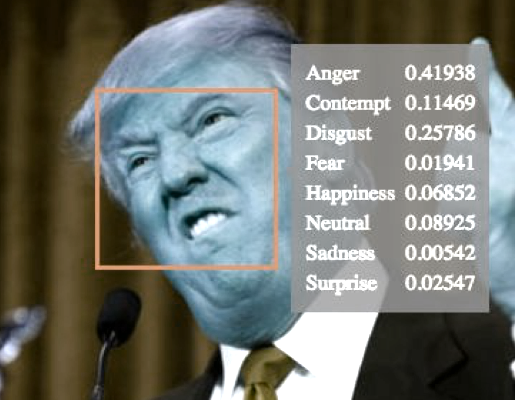 Anger 0.41938
Contempt 0.11469
Disgust 0.25786
Fear 0.01941
Happiness 0.06852
Neutral 0.08925
Sadness 0.00542
Surprise 0.02547